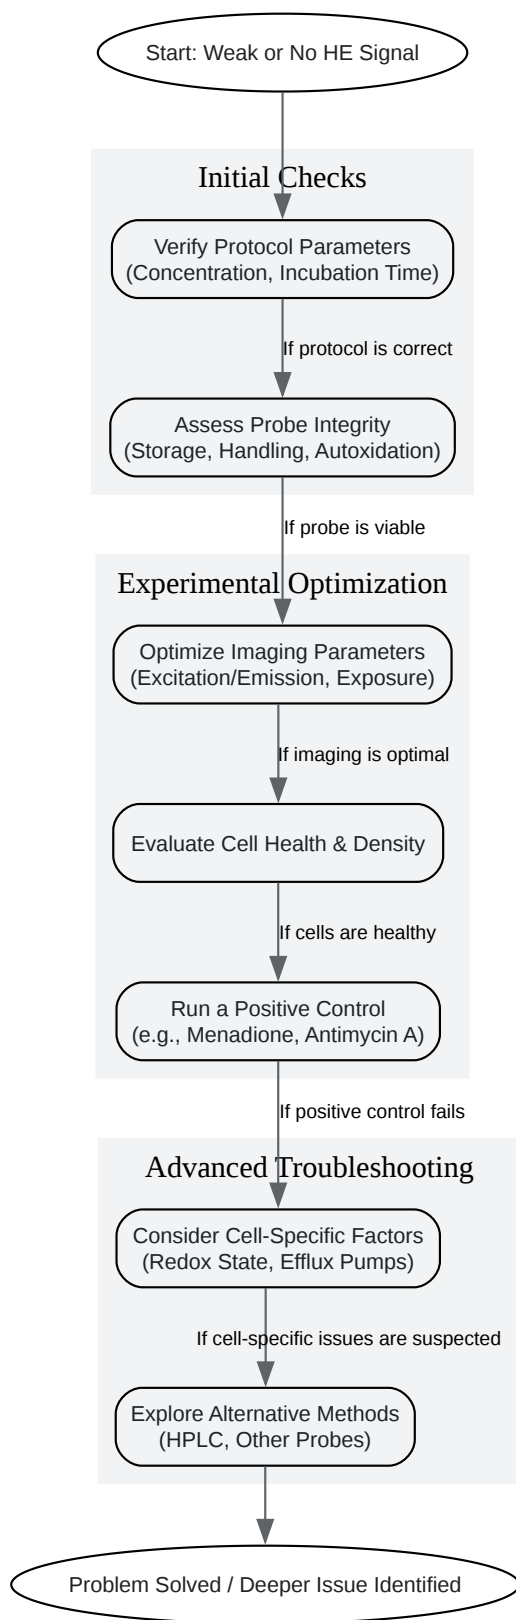 Start: Weak or No HE Signal
Initial Checks
Verify Protocol Parameters
(Concentration, Incubation Time)
If protocol is correct
Assess Probe Integrity
(Storage, Handling, Autoxidation)
If probe is viable
Experimental Optimization
Optimize Imaging Parameters
(Excitation/Emission, Exposure)
If imaging is optimal
Evaluate Cell Health & Density
If cells are healthy
Run a Positive Control
(e.g., Menadione, Antimycin A)
If positive control fails
Advanced Troubleshooting
Consider Cell-Specific Factors
(Redox State, Efflux Pumps)
If cell-specific issues are suspected
Explore Alternative Methods
(HPLC, Other Probes)
Problem Solved / Deeper Issue Identified